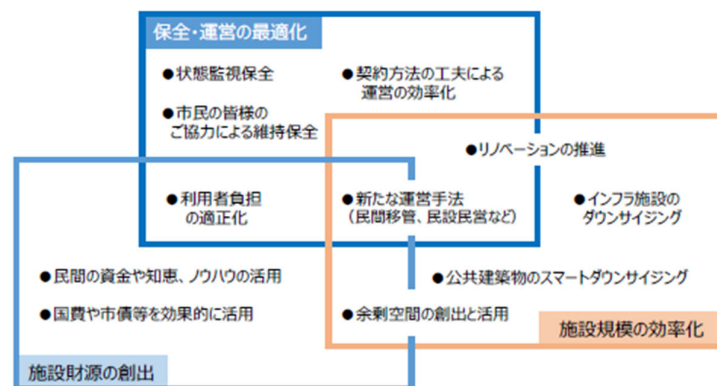 保全・運営の最適化
●状態監視保全
●契約方法の工夫による
運営の効率化
●市民の皆様の
ご協力による維持保全
●リノベーションの推進
●利用者負担
の適正化
●新たな運営手法
(民間移管、民設民営など)
●インフラ施設の
ダウンサイジング
●民間の資金や知恵、ノウハウの活用
●公共建築物のスマートダウンサイジング
●国費や市債等を効果的に活用
●余剰空間の創出と活用
施設規模の効率化
施設財源の創出